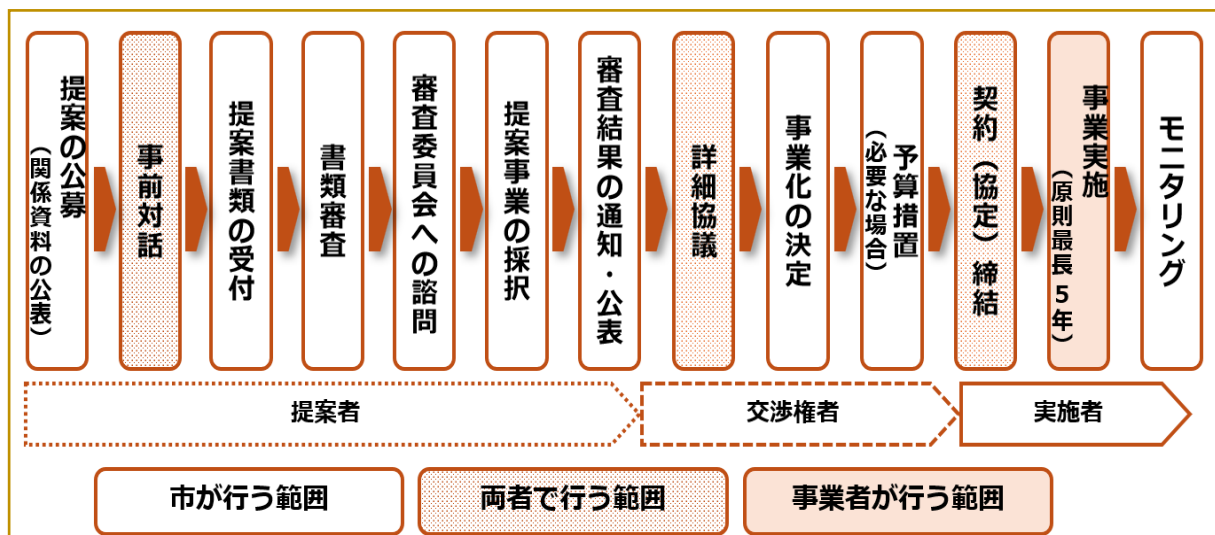 提案の公募
（関係資料の公表）
事前対話
提案書類の受付
書類審査
審査委員会への諮問
提案事業の採択
審査結果の通知・公表
詳細協議
事業化の決定
予算措置
（必要な場合）
契約（協定）締結
事業実施
（原則最長５年）
モニタリング
提案者
交渉権者
実施者
市が行う範囲
両者で行う範囲
事業者が行う範囲